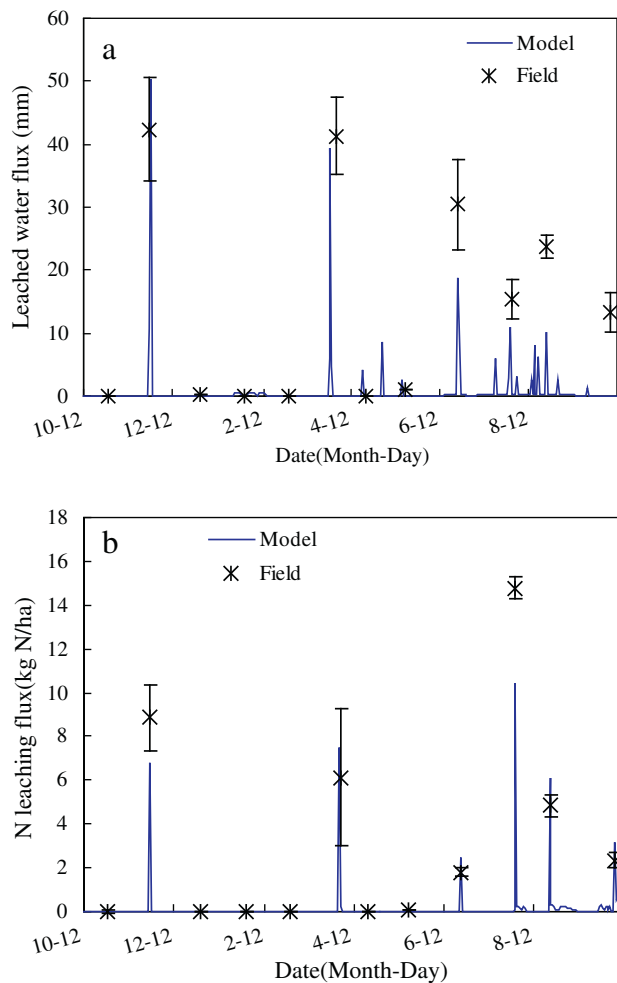 a
Model
Field
Leached water flux (mm)
60
50
40
30
20
10
0
10-12
12-12
2-12
4-12
6-12
8-12
Date(Month-Day)
b
Model
Field
N leaching flux(kg N/ha)
18
16
14
12
10
8
6
4
2
0
10-12
12-12
2-12
4-12
6-12
8-12
Date(Month-Day)